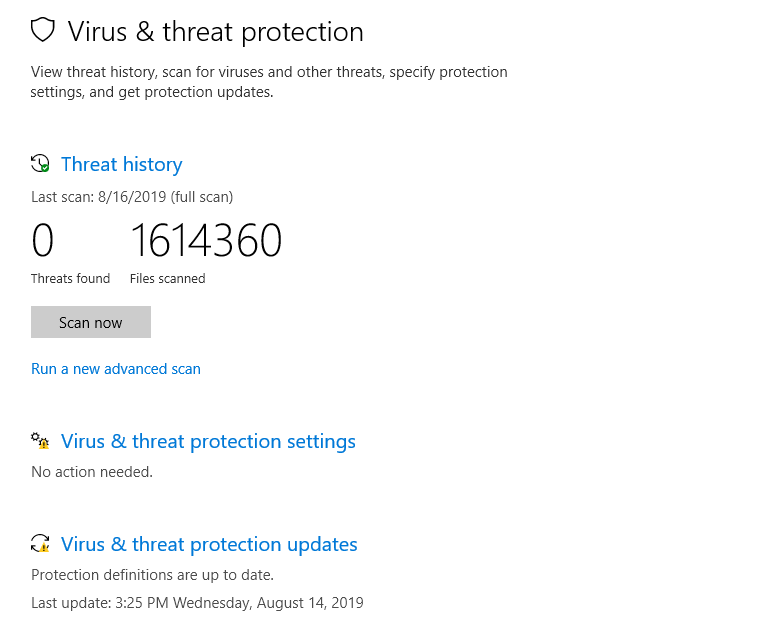 Virus & threat protection
View threat history, scan for viruses and other threats, specify protection
settings, and get protection updates.
Threat history
Last scan: 8/16/2019 (full scan)
0 1614360
Threats found Files scanned
Scan now
Run a new advanced scan
Virus & threat protection settings
No action needed.
Virus & threat protection updates
Protection definitions are up to date.
Last update: 3:25 PM Wednesday, August 14, 2019